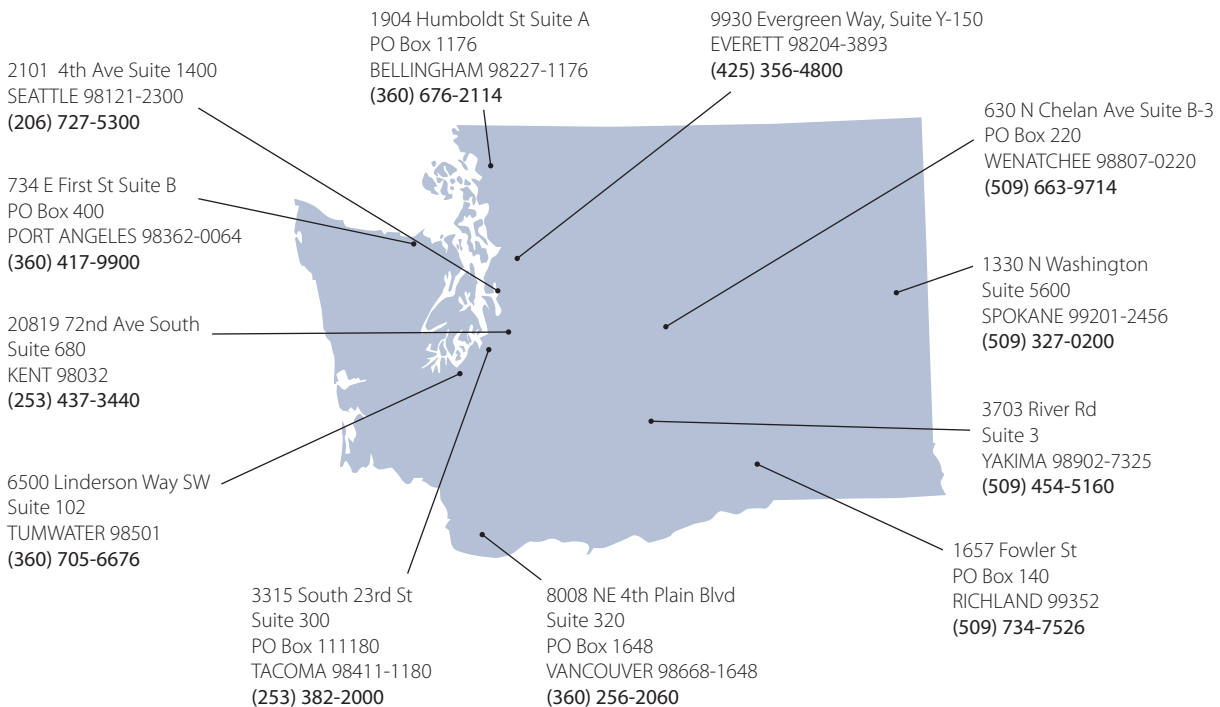 1904 Humboldt St Suite A
PO Box 1176
BELLINGHAM 98227-1176
(360) 676-2114
9930 Evergreen Way, Suite Y-150
EVERETT 98204-3893
(425) 356-4800
2101 4th Ave Suite 1400
SEATTLE 98121-2300
(206) 727-5300
630 N Chelan Ave Suite B-3
PO Box 220
WENATCHEE 98807-0220
(509) 663-9714
734 E First St Suite B
PO Box 400
PORT ANGELES 98362-0064
(360) 417-9900
1330 N Washington
Suite 5600
SPOKANE 99201-2456
(509) 327-0200
20819 72nd Ave South
Suite 680
KENT 98032
(253) 437-3440
3703 River Rd
Suite 3
YAKIMA 98902-7325
(509) 454-5160
6500 Linderson Way SW
Suite 102
TUMWATER 98501
(360) 705-6676
1657 Fowler St
PO Box 140
RICHLAND 99352
(509) 734-7526
3315 South 23rd St
Suite 300
PO Box 111180
TACOMA 98411-1180
(253) 382-2000
8008 NE 4th Plain Blvd
Suite 320
PO Box 1648
VANCOUVER 98668-1648
(360) 256-2060